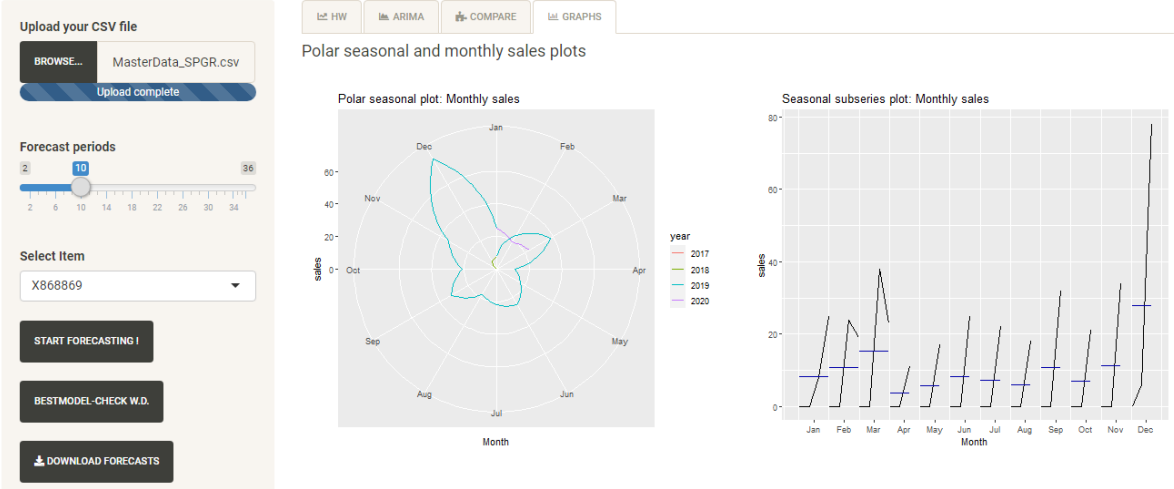 Upload your CSV file
BROWSE... MasterData_SPGR.csv
Upload complete
Forecast periods
2 10 36
2 6 10 14 18 22 26 30 34
Select Item
X868869
START FORECASTING !
BESTMODEL-CHECK W.D.
DOWNLOAD FORECASTS
HW ARIMA COMPARE GRAPHS
Polar seasonal and monthly sales plots
Polar seasonal plot: Monthly sales
Jan
Feb
Mar
Apr
May
Jun
Jul
Aug
Sep
Oct
Nov
Dec
60
40
20
0
sales
Month
year
2017
2018
2019
2020
Seasonal subseries plot: Monthly sales
80
60
40
20
0
sales
Jan Feb Mar Apr May Jun Jul Aug Sep Oct Nov Dec
Month